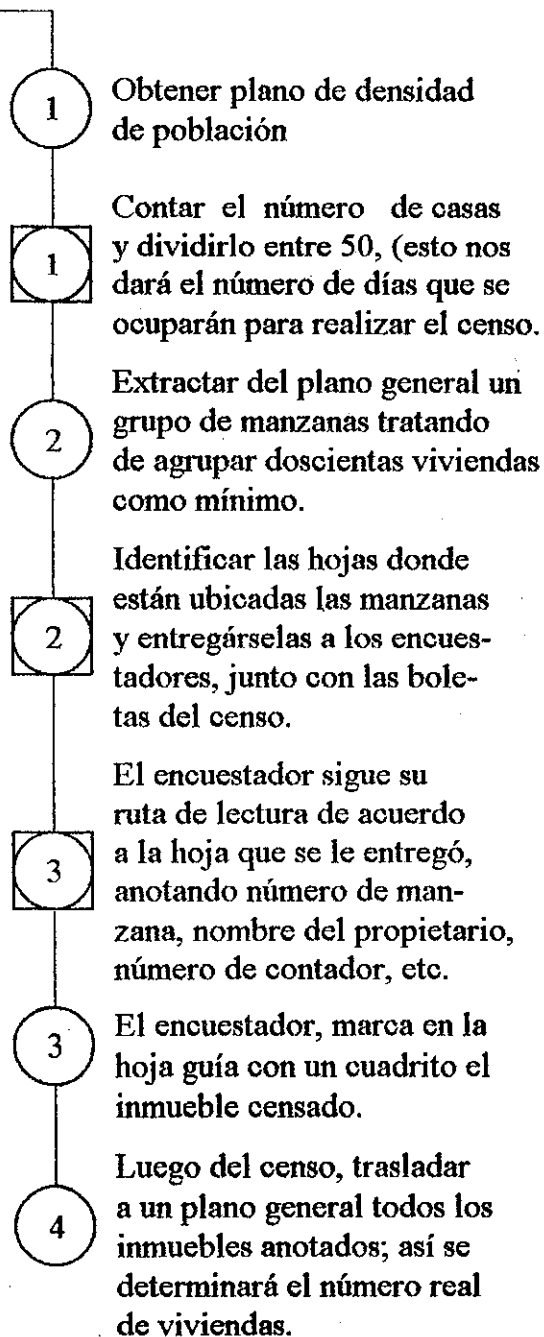 1
Obtener plano de densidad
de población
1
Contar el número de casas
y dividirlo entre 50, (esto nos
dará el número de días que se
ocuparán para realizar el censo.
2
Extractar del plano general un
grupo de manzanas tratando
de agrupar doscientas viviendas
como mínimo.
2
Identificar las hojas donde
están ubicadas las manzanas
y entregárselas a los encues-
tadores, junto con las bole-
tas del censo.
3
El encuestador sigue su
ruta de lectura de acuerdo
a la hoja que se le entregó,
anotando número de man-
zana, nombre del propietario,
número de contador, etc.
3
El encuestador, marca en la
hoja guía con un cuadrito el
inmueble censado.
4
Luego del censo, trasladar
a un plano general todos los
inmuebles anotados; así se
determinará el número real
de viviendas.